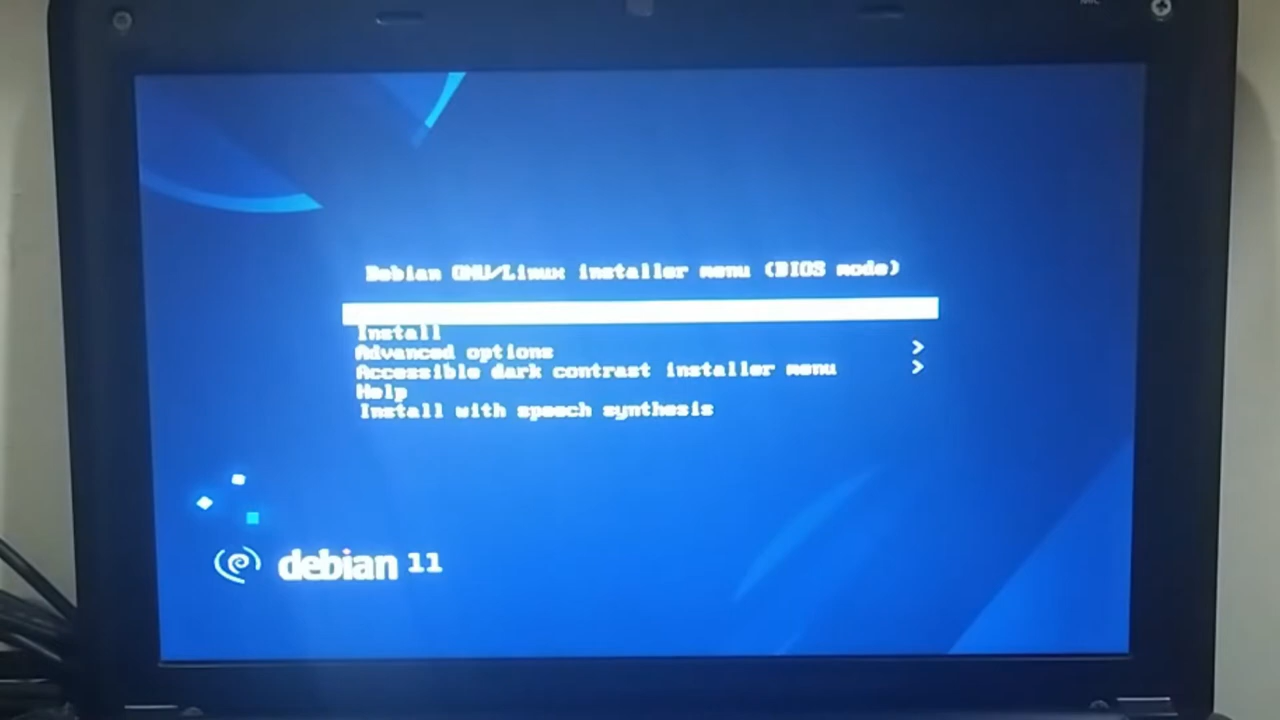 Debian GNU/Linux installer menu (BIOS mode)
Install
Advanced options >
Accessible dark contrast installer menu >
Help
Install with speech synthesis
debian 11